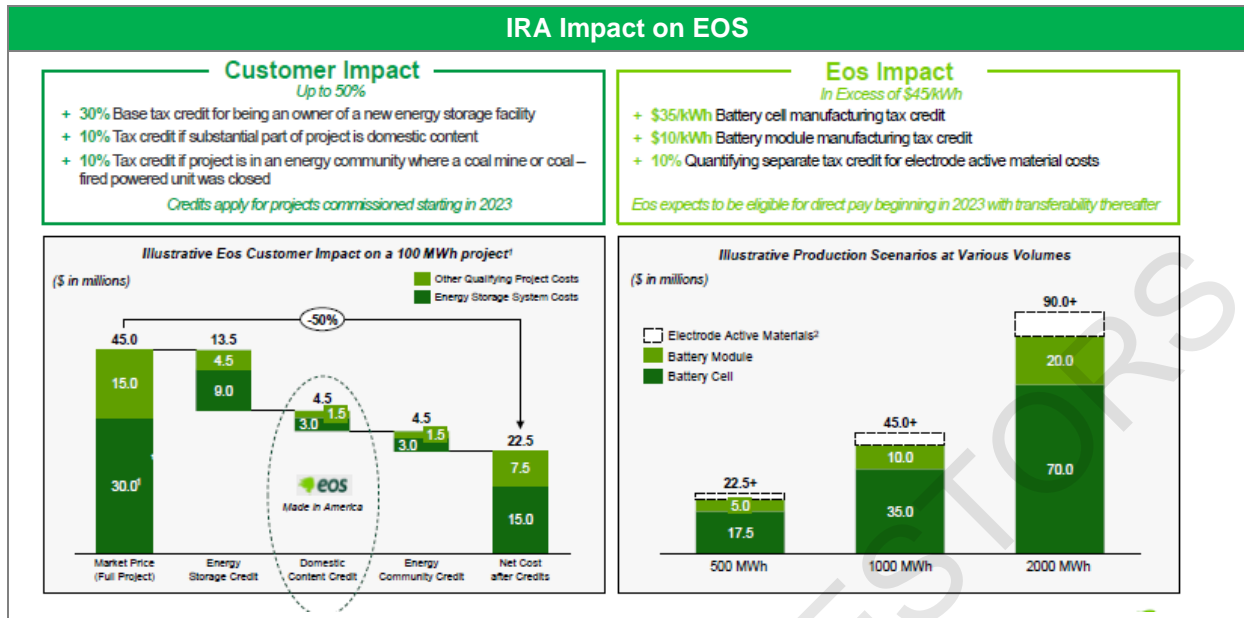 IRA Impact on EOS
Customer Impact
Up to 50%
+ 30% Base tax credit for being an owner of a new energy storage facility
+ 10% Tax credit if substantial part of project is domestic content
+ 10% Tax credit if project is in an energy community where a coal mine or coal –
fired powered unit was closed
Credits apply for projects commissioned starting in 2023
Eos Impact
In Excess of $45/kWh
+ $35/kWh Battery cell manufacturing tax credit
+ $10/kWh Battery module manufacturing tax credit
+ 10% Quantifying separate tax credit for electrode active material costs
Eos expects to be eligible for direct pay beginning in 2023 with transferability thereafter
Illustrative Eos Customer Impact on a 100 MWh project¹
($ in millions)
Other Qualifying Project Costs
Energy Storage System Costs
-50%
45.0
15.0
30.0
13.5
4.5
9.0
4.5
1.5
3.0
4.5
1.5
3.0
22.5
7.5
15.0
eos
Made in America
Market Price
(Full Project)
Energy
Storage Credit
Domestic
Content Credit
Energy
Community Credit
Net Cost
after Credits
Illustrative Production Scenarios at Various Volumes
($ in millions)
Electrode Active Materials²
Battery Module
Battery Cell
22.5+
5.0
17.5
45.0+
10.0
35.0
90.0+
20.0
70.0
500 MWh
1000 MWh
2000 MWh
ESTORS